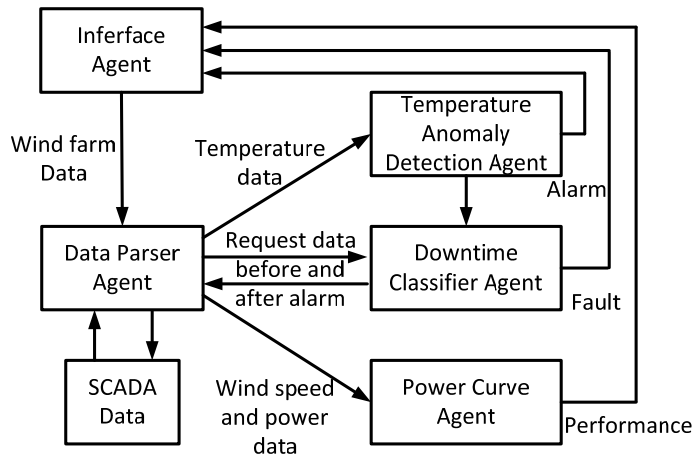 Inferface
Agent
Temperature
Anomaly
Detection Agent
Wind farm
Data
Temperature
data
Alarm
Data Parser
Agent
Request data
before and
after alarm
Downtime
Classifier Agent
Fault
SCADA
Data
Wind speed
and power
data
Power Curve
Agent
Performance